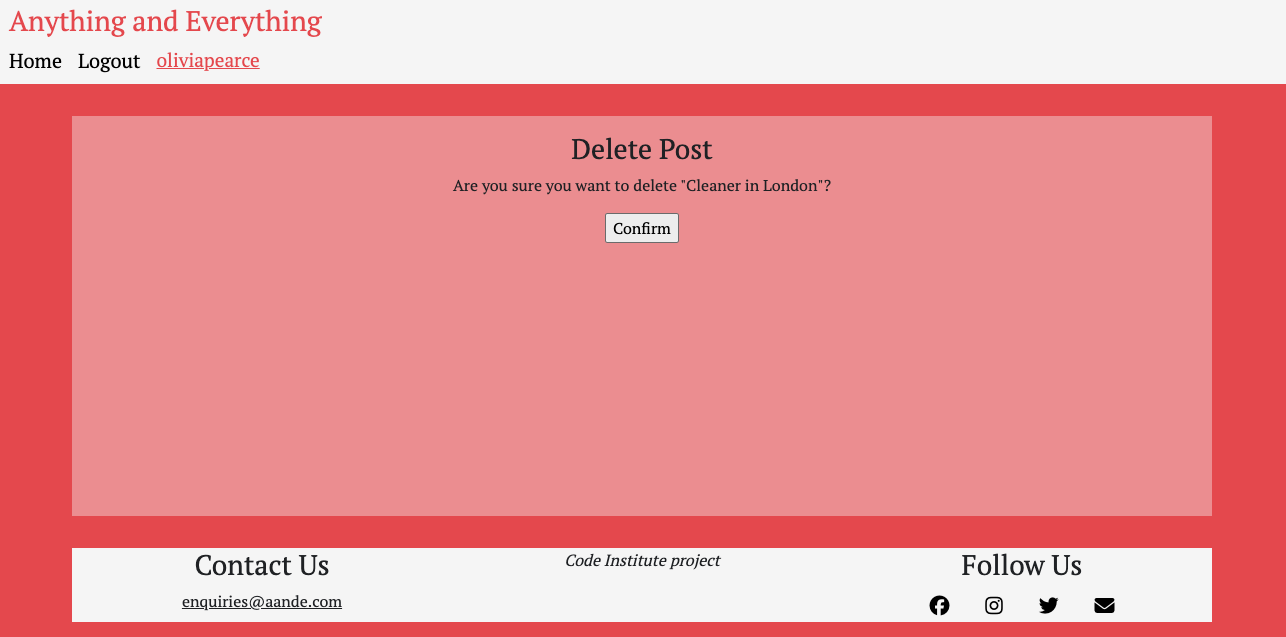 Anything and Everything
Home Logout oliviapearce
Delete Post
Are you sure you want to delete "Cleaner in London"?
Confirm
Contact Us
enquiries@aande.com
Code Institute project
Follow Us